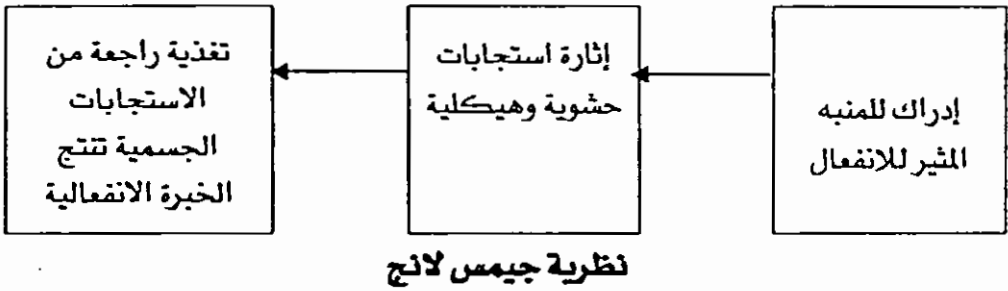 إدراك للمنبه
المثير للانفعال
إثارة استجابات
حشوية وهيكلية
تغذية راجعة من
الاستجابات
الجسمية تنتج
الخبرة الانفعالية
نظرية جيمس لانج